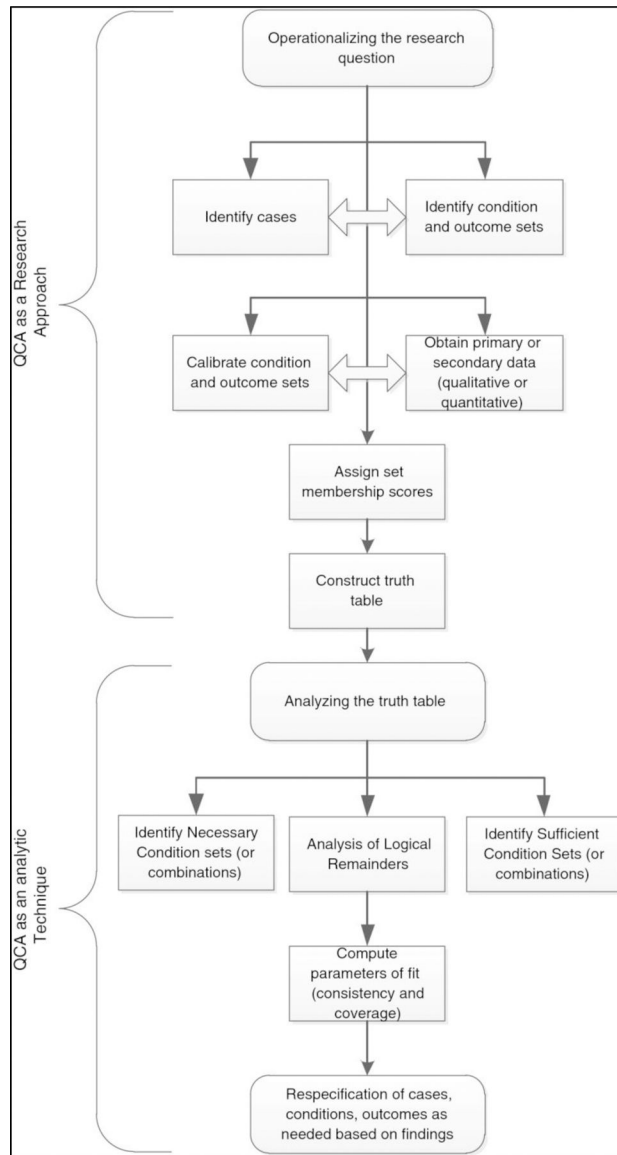 Operationalizing the research
question
Identify cases
Identify condition
and outcome sets
QCA as a Research
Approach
Calibrate condition
and outcome sets
Obtain primary or
secondary data
(qualitative or
quantitative)
Assign set
membership scores
Construct truth
table
Analyzing the truth table
Identify Necessary
Condition sets (or
combinations)
Analysis of Logical
Remainders
Identify Sufficient
Condition Sets (or
combinations)
QCA as an analytic
Technique
Compute
parameters of fit
(consistency and
coverage)
Respecification of cases,
conditions, outcomes as
needed based on findings